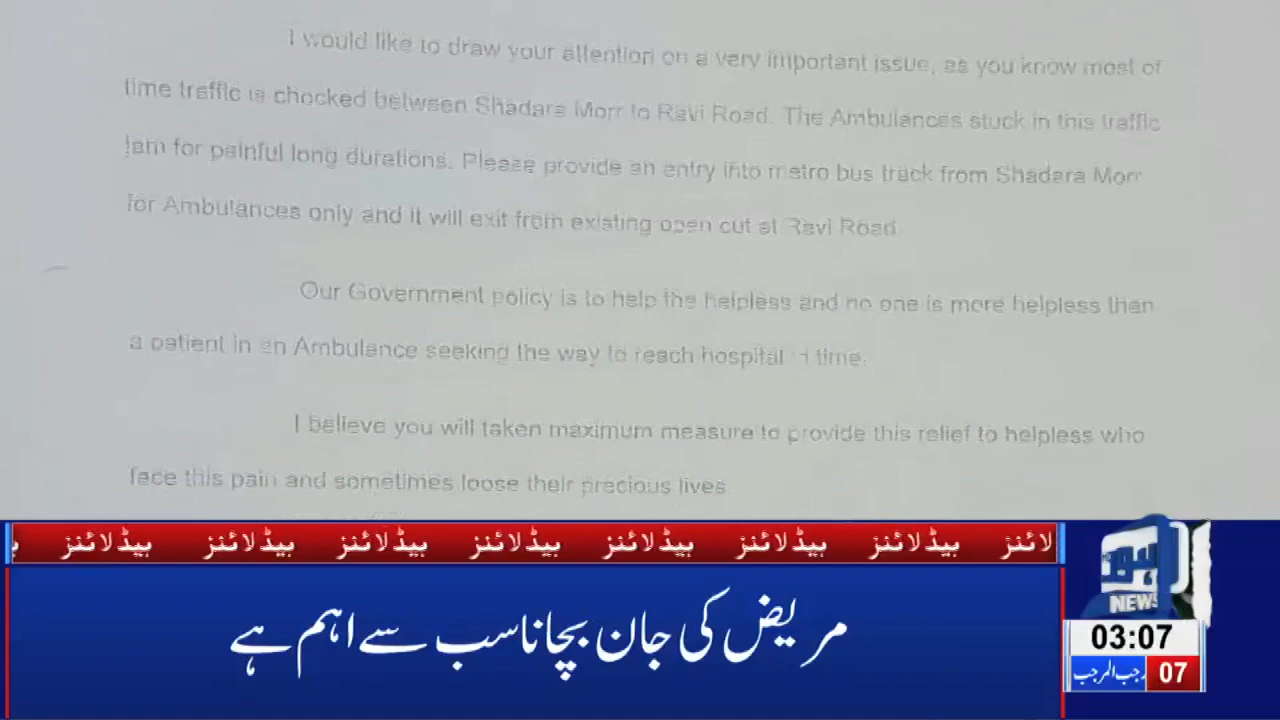 I would like to draw your attention on a very important issue, as you know most of
time traffic is chocked between Shadara Morr to Ravi Road. The Ambulances stuck in this traffic
jam for painful long durations. Please provide an entry into metro bus track from Shadara Morr
for Ambulances only and it will exit from existing open cut at Ravi Road
Our Government policy is to help the helpless and no one is more helpless then
a patient in an Ambulance seeking the way to reach hospital in time.
I believe you will taken maximum measure to provide this relief to helpless who
face this pain and sometimes loose their precious lives
ہیڈلائنز ہیڈلائنز ہیڈلائنز ہیڈلائنز ہیڈلائنز ہیڈلائنز ہیڈلائنز لائنز
مریض کی جان بچانا سب سے اہم ہے
NEWS
03:07
رجب المرجب 07